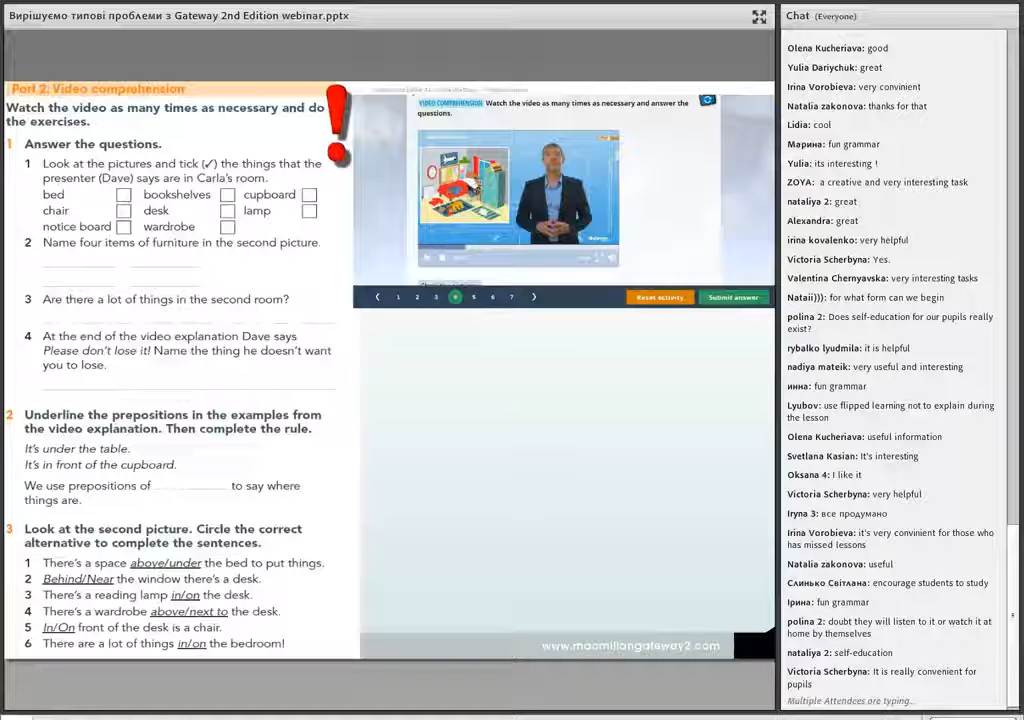 Вирішуємо типові проблеми з Gateway 2nd Edition webinar.pptx
Part 2: Video comprehension
Watch the video as many times as necessary and do
the exercises.
1 Answer the questions.
1 Look at the pictures and tick (✓) the things that the
presenter (Dave) says are in Carla's room.
bed bookshelves cupboard
chair desk lamp
notice board wardrobe
2 Name four items of furniture in the second picture.
3 Are there a lot of things in the second room?
4 At the end of the video explanation Dave says
Please don't lose it! Name the thing he doesn't want
you to lose.
2 Underline the prepositions in the examples from
the video explanation. Then complete the rule.
It's under the table.
It's in front of the cupboard.
We use prepositions of to say where
things are.
3 Look at the second picture. Circle the correct
alternative to complete the sentences.
1 There's a space above/under the bed to put things.
2 Behind/Near the window there's a desk.
3 There's a reading lamp in/on the desk.
4 There's a wardrobe above/next to the desk.
5 In/On front of the desk is a chair.
6 There are a lot of things in/on the bedroom!
!
VIDEO COMPREHENSION Watch the video as many times as necessary and answer the
questions.
1 2 3 4 5 6 7
Reset activity Submit answer
www.macmillangateway2.com
Chat (Everyone)
Olena Kucheriava: good
Yulia Dariychuk: great
Irina Vorobieva: very convinient
Natalia zakonova: thanks for that
Lidia: cool
Марина: fun grammar
Yulia: its interesting !
ZOYA: a creative and very interesting task
nataliya 2: great
Alexandra: great
irina kovalenko: very helpful
Victoria Scherbyna: Yes.
Valentina Chernyavska: very interesting tasks
Nataii))): for what form can we begin
polina 2: Does self-education for our pupils really
exist?
rybalko lyudmila: it is helpful
nadiya mateik: very useful and interesting
инна: fun grammar
Lyubov: use flipped learning not to explain during
the lesson
Olena Kucheriava: useful information
Svetlana Kasian: It's interesting
Oksana 4: I like it
Victoria Scherbyna: very helpful
Iryna 3: все продумано
Irina Vorobieva: it's very convinient for those who
has missed lessons
Natalia zakonova: useful
Слинько Світлана: encourage students to study
Ірина: fun grammar
polina 2: doubt they will listen to it or watch it at
home by themselves
nataliya 2: self-education
Victoria Scherbyna: It is really convenient for
pupils
Multiple Attendees are typing...